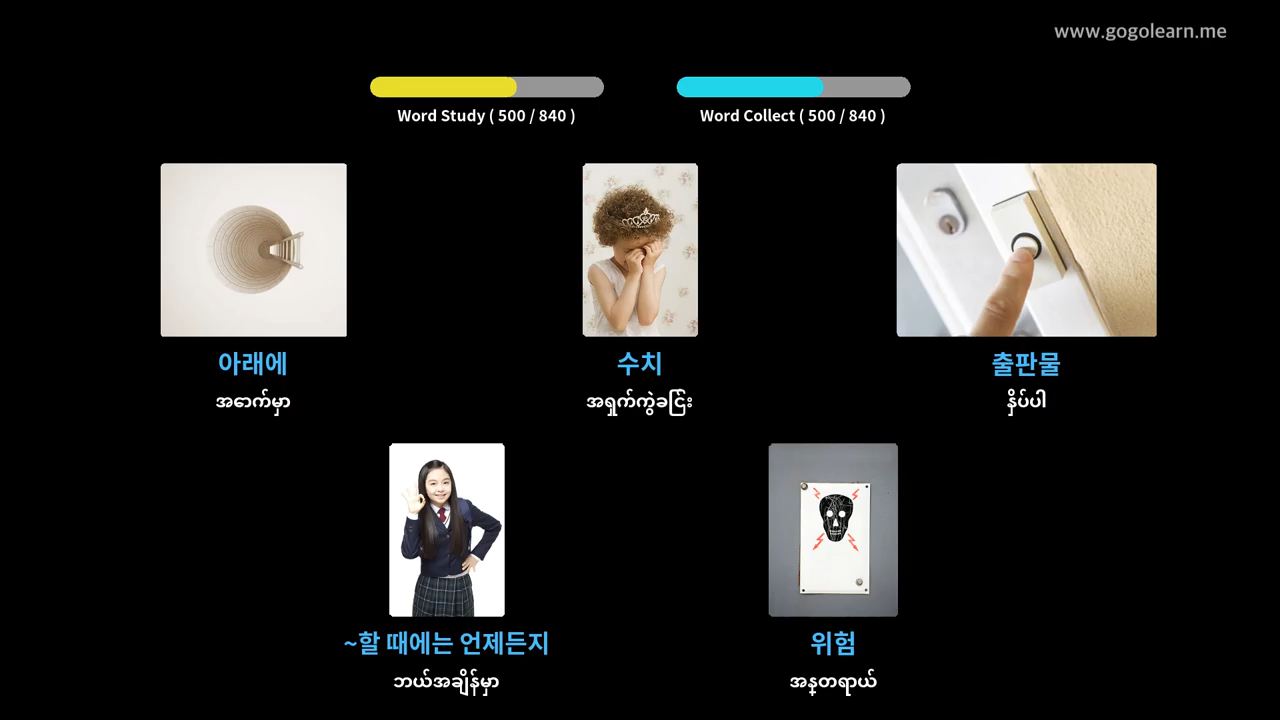 www.gogolearn.me
Word Study ( 500 / 840 )
Word Collect ( 500 / 840 )
아래에
수치
출판물
အောက်မှာ
အရှက်ကွဲခြင်း
နှိပ်ပါ
~할 때에는 언제든지
위험
ဘယ်အချိန်မှာ
အန္တရာယ်